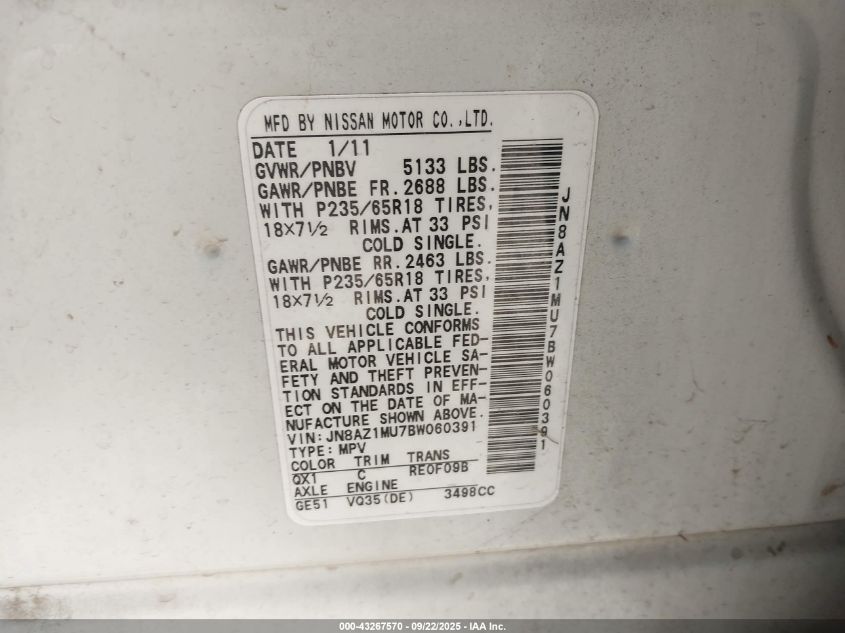 MFD BY NISSAN MOTOR CO.,LTD.
DATE 1/11
GVWR/PNBV 5133 LBS.
GAWR/PNBE FR. 2688 LBS.
WITH P235/65R18 TIRES,
18×7½ RIMS. AT 33 PSI
COLD SINGLE.
GAWR/PNBE RR. 2463 LBS.
WITH P235/65R18 TIRES,
18×7½ RIMS. AT 33 PSI
COLD SINGLE.
THIS VEHICLE CONFORMS
TO ALL APPLICABLE FED-
ERAL MOTOR VEHICLE SA-
FETY AND THEFT PREVEN-
TION STANDARDS IN EFF-
ECT ON THE DATE OF MA-
NUFACTURE SHOWN ABOVE.
VIN:JN8AZ1MU7BW060391
TYPE:MPV
COLOR TRIM TRANS
QX1 C RE0F09B
AXLE ENGINE
GE51 VQ35(DE) 3498CC
JN8AZ1MU7BW060391
000-43267570 - 09/22/2025 - IAA Inc.